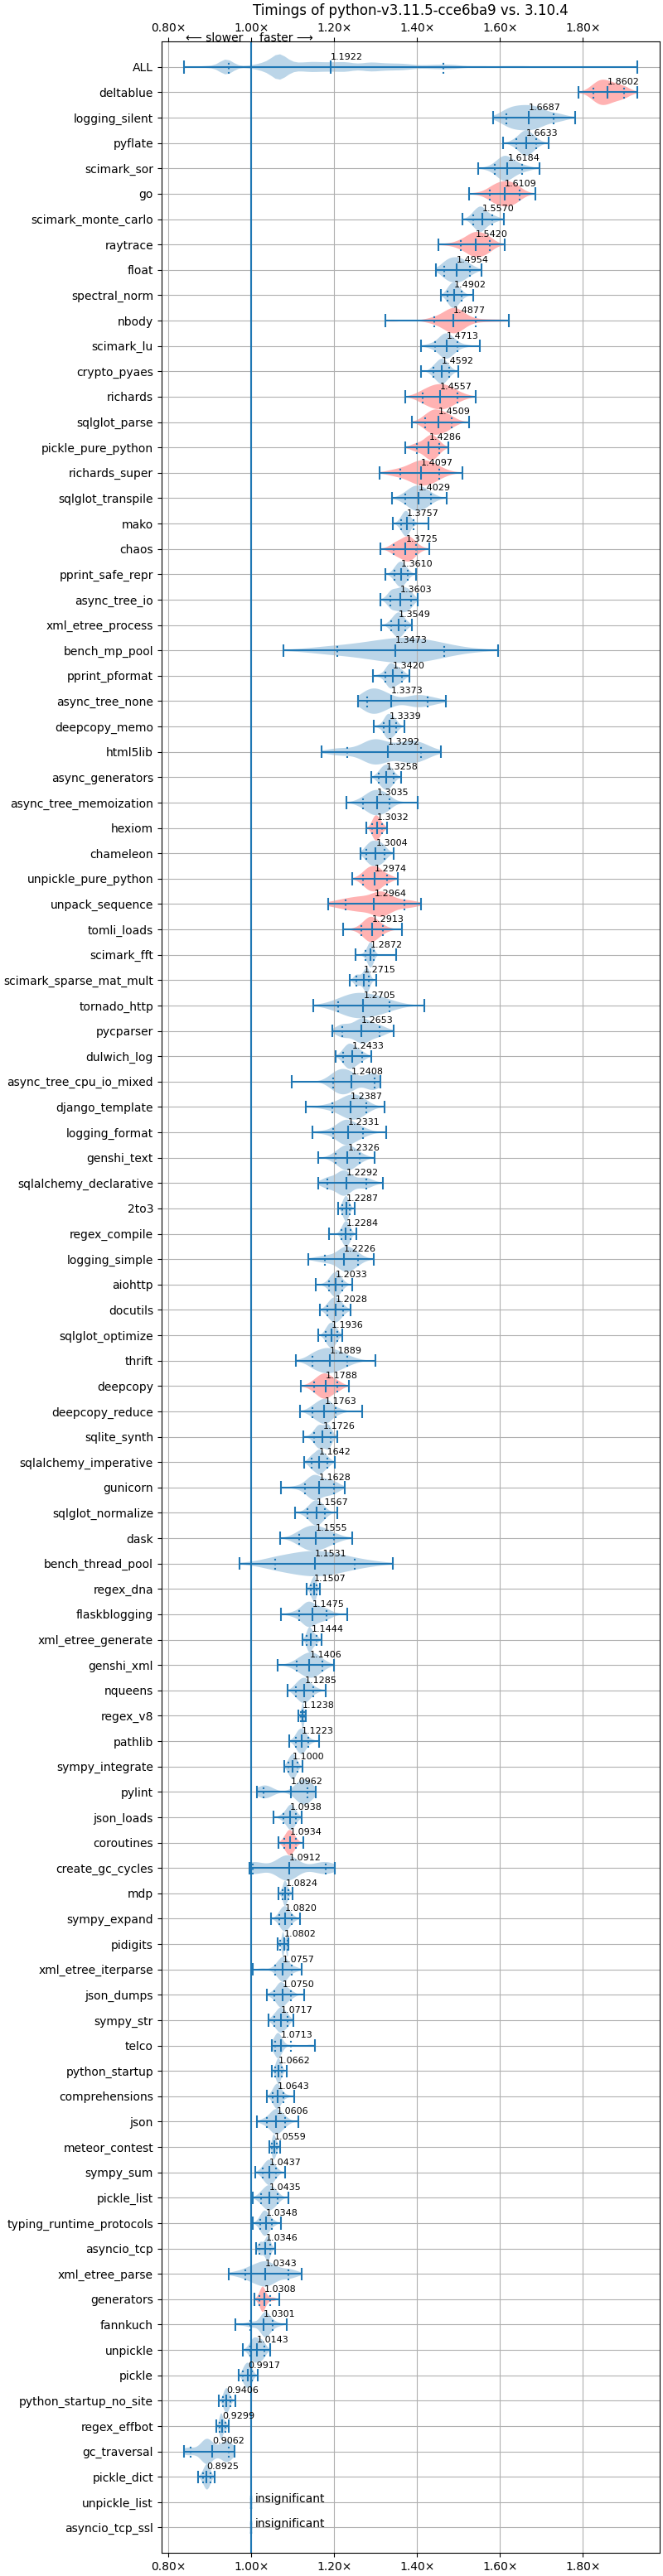 Timings of python-v3.11.5-cce6ba9 vs. 3.10.4
0.80× 1.00× 1.20× 1.40× 1.60× 1.80×
⟵ slower faster ⟶
ALL 1.1922
deltablue 1.8602
logging_silent 1.6687
pyflate 1.6633
scimark_sor 1.6184
go 1.6109
scimark_monte_carlo 1.5570
raytrace 1.5420
float 1.4954
spectral_norm 1.4902
nbody 1.4877
scimark_lu 1.4713
crypto_pyaes 1.4592
richards 1.4557
sqlglot_parse 1.4509
pickle_pure_python 1.4286
richards_super 1.4097
sqlglot_transpile 1.4029
mako 1.3757
chaos 1.3725
pprint_safe_repr 1.3610
async_tree_io 1.3603
xml_etree_process 1.3549
bench_mp_pool 1.3473
pprint_pformat 1.3420
async_tree_none 1.3373
deepcopy_memo 1.3339
html5lib 1.3292
async_generators 1.3258
async_tree_memoization 1.3035
hexiom 1.3032
chameleon 1.3004
unpickle_pure_python 1.2974
unpack_sequence 1.2964
tomli_loads 1.2913
scimark_fft 1.2872
scimark_sparse_mat_mult 1.2715
tornado_http 1.2705
pycparser 1.2653
dulwich_log 1.2433
async_tree_cpu_io_mixed 1.2408
django_template 1.2387
logging_format 1.2331
genshi_text 1.2326
sqlalchemy_declarative 1.2292
2to3 1.2287
regex_compile 1.2284
logging_simple 1.2226
aiohttp 1.2033
docutils 1.2028
sqlglot_optimize 1.1936
thrift 1.1889
deepcopy 1.1788
deepcopy_reduce 1.1763
sqlite_synth 1.1726
sqlalchemy_imperative 1.1642
gunicorn 1.1628
sqlglot_normalize 1.1567
dask 1.1555
bench_thread_pool 1.1531
regex_dna 1.1507
flaskblogging 1.1475
xml_etree_generate 1.1444
genshi_xml 1.1406
nqueens 1.1285
regex_v8 1.1238
pathlib 1.1223
sympy_integrate 1.1000
pylint 1.0962
json_loads 1.0938
coroutines 1.0934
create_gc_cycles 1.0912
mdp 1.0824
sympy_expand 1.0820
pidigits 1.0802
xml_etree_iterparse 1.0757
json_dumps 1.0750
sympy_str 1.0717
telco 1.0713
python_startup 1.0662
comprehensions 1.0643
json 1.0606
meteor_contest 1.0559
sympy_sum 1.0437
pickle_list 1.0435
typing_runtime_protocols 1.0348
asyncio_tcp 1.0346
xml_etree_parse 1.0343
generators 1.0308
fannkuch 1.0301
unpickle 1.0143
pickle 0.9917
python_startup_no_site 0.9406
regex_effbot 0.9299
gc_traversal 0.9062
pickle_dict 0.8925
unpickle_list insignificant
asyncio_tcp_ssl insignificant
0.80× 1.00× 1.20× 1.40× 1.60× 1.80×